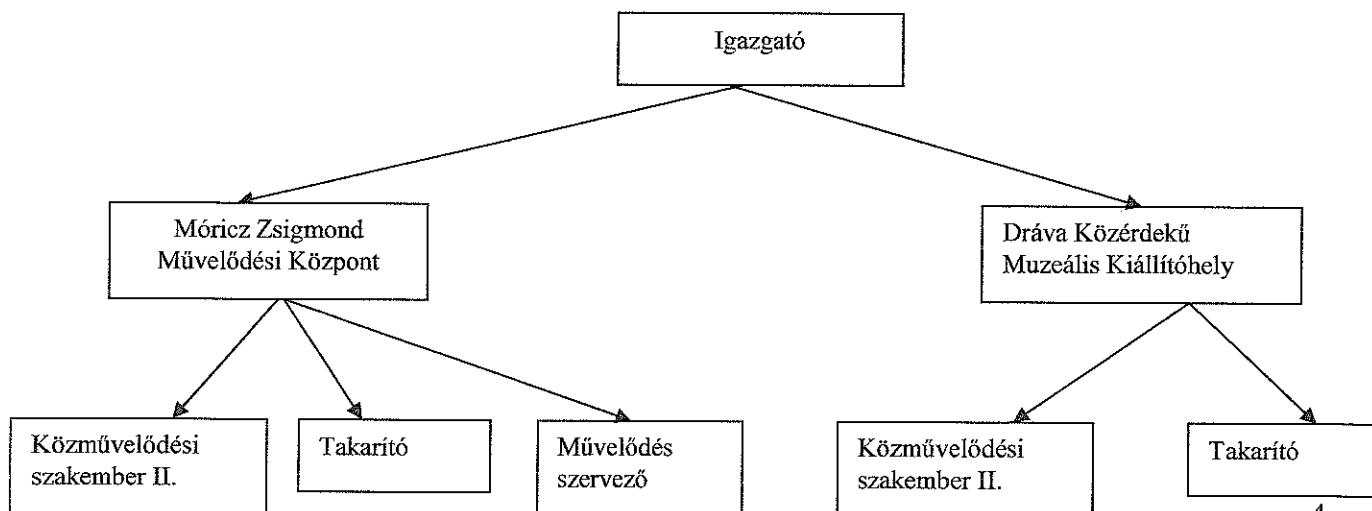 Igazgató
Móricz Zsigmond
Művelődési Központ
Dráva Közérdekű
Muzeális Kiállítóhely
Közművelődési
szakember II.
Takarító
Művelődés
szervező
Közművelődési
szakember II.
Takarító